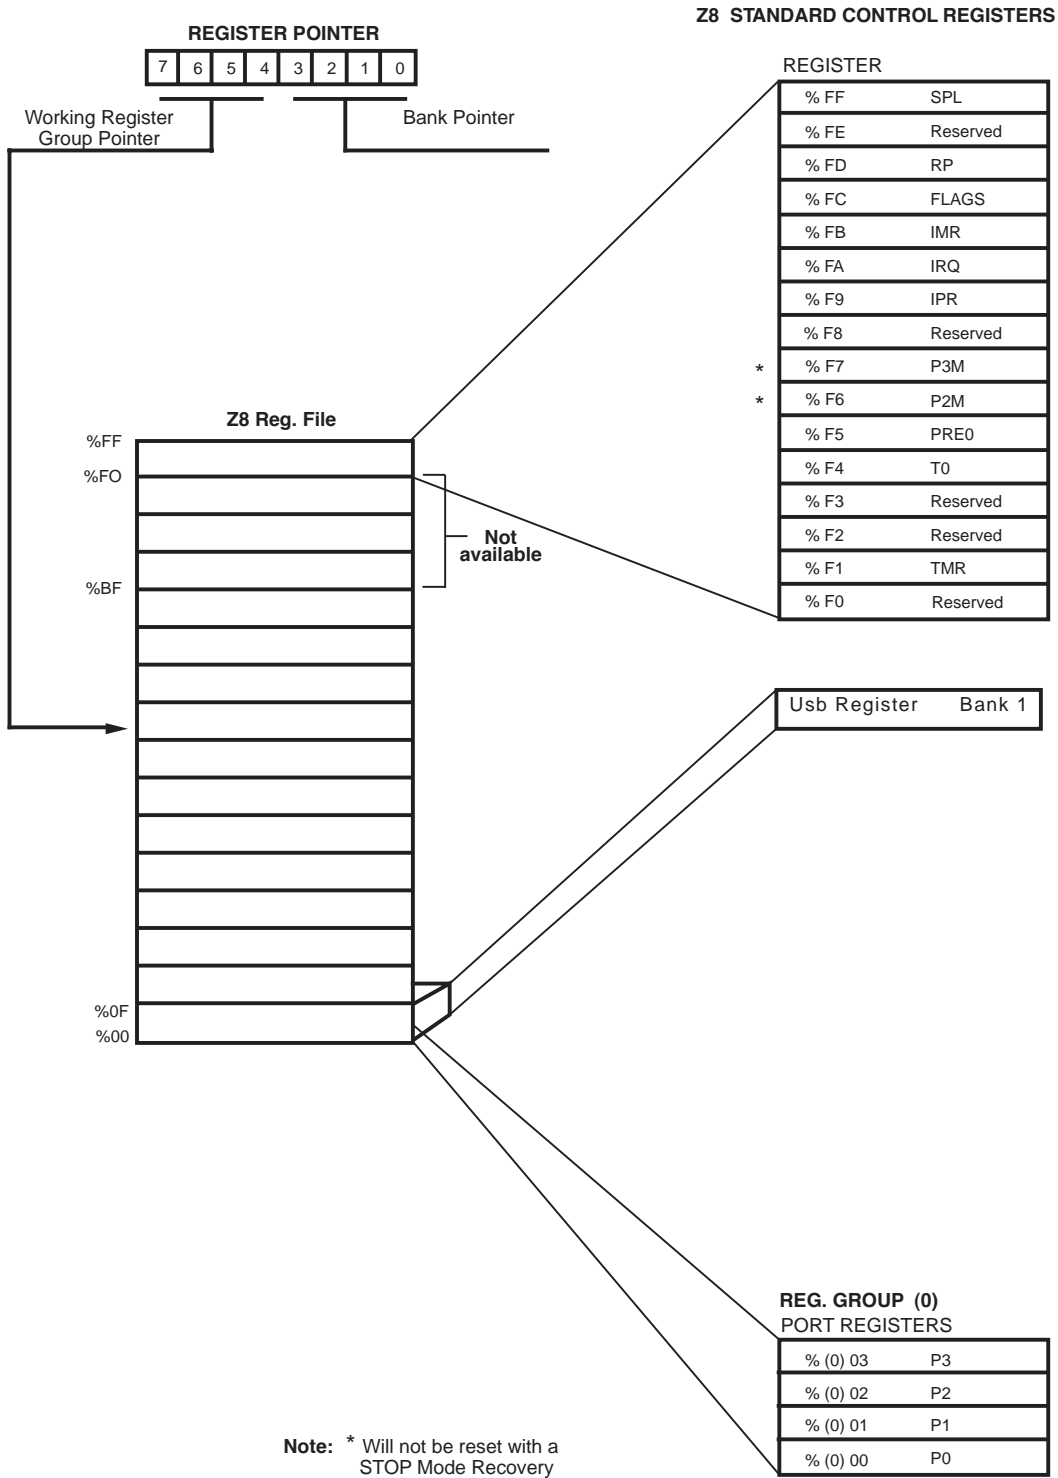 Z8 STANDARD CONTROL REGISTERS
REGISTER POINTER
7 6 5 4 3 2 1 0
Working Register
Group Pointer
Bank Pointer
REGISTER
% FF SPL
% FE Reserved
% FD RP
% FC FLAGS
% FB IMR
% FA IRQ
% F9 IPR
% F8 Reserved
* % F7 P3M
* % F6 P2M
% F5 PRE0
% F4 T0
% F3 Reserved
% F2 Reserved
% F1 TMR
% F0 Reserved
Z8 Reg. File
%FF
%FO
Not
available
%BF
Usb Register Bank 1
%0F
%00
REG. GROUP (0)
PORT REGISTERS
% (0) 03 P3
% (0) 02 P2
% (0) 01 P1
% (0) 00 P0
Note: * Will not be reset with a
STOP Mode Recovery